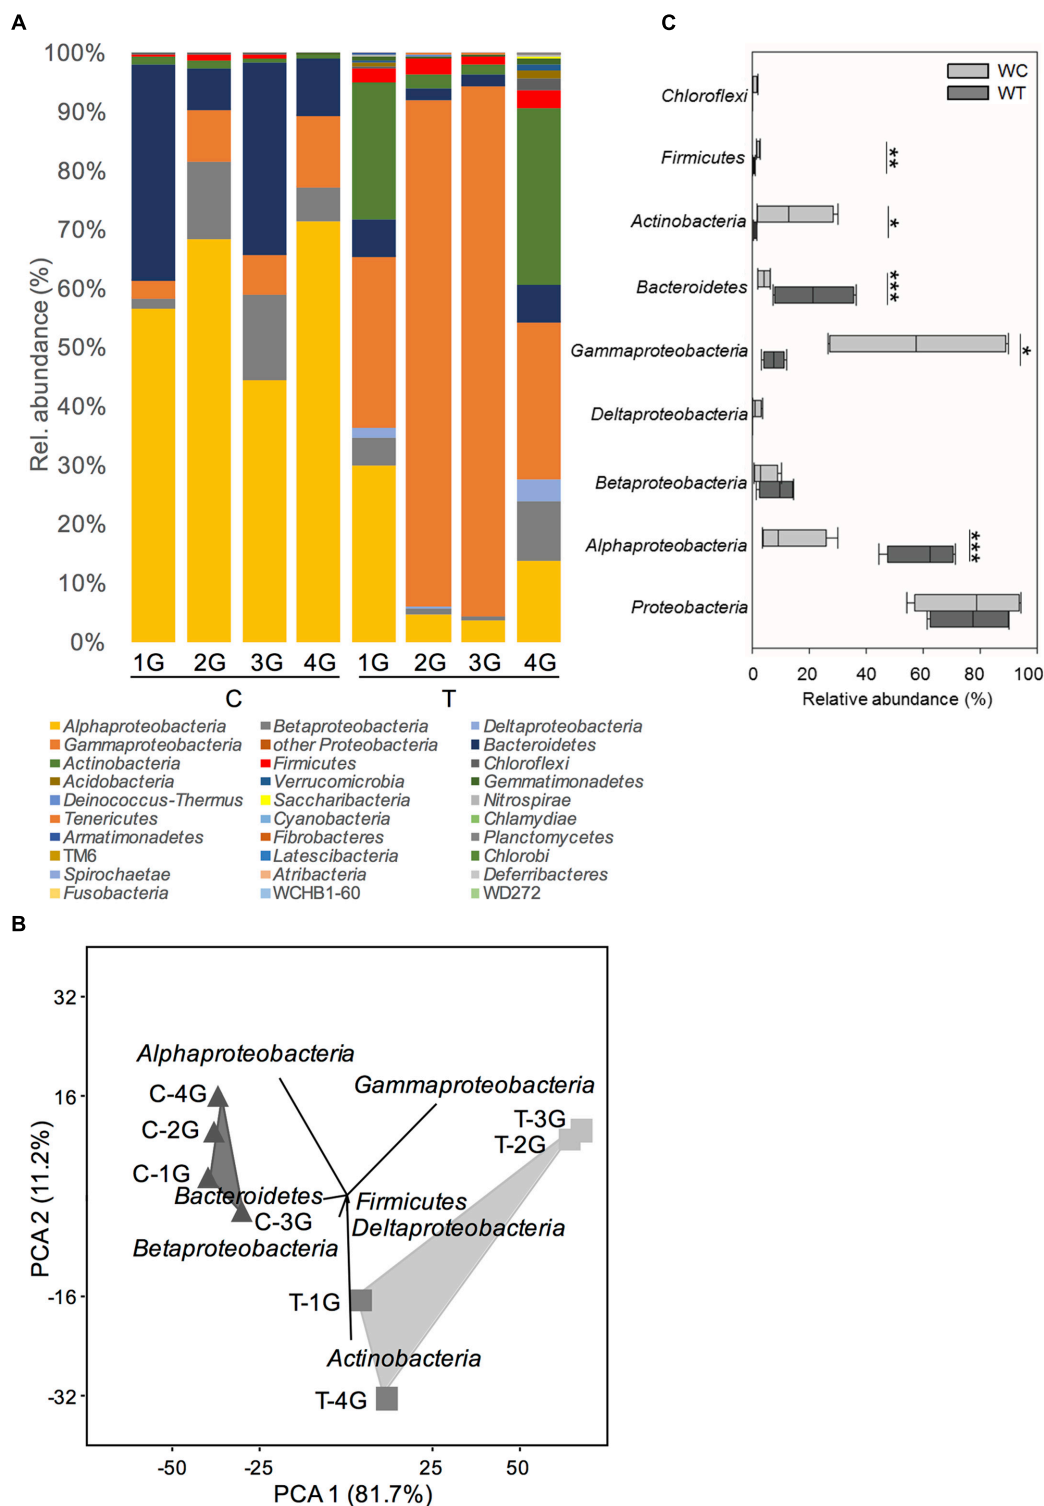 A
100%
90%
80%
70%
60%
50%
40%
30%
20%
10%
0%
Rel. abundance (%)
1G 2G 3G 4G 1G 2G 3G 4G
C T
Alphaproteobacteria Betaproteobacteria Deltaproteobacteria
Gammaproteobacteria other Proteobacteria Bacteroidetes
Actinobacteria Firmicutes Chloroflexi
Acidobacteria Verrucomicrobia Gemmatimonadetes
Deinococcus-Thermus Saccharibacteria Nitrospirae
Tenericutes Cyanobacteria Chlamydiae
Armatimonadetes Fibrobacteres Planctomycetes
TM6 Latescibacteria Chlorobi
Spirochaetae Atribacteria Deferribacteres
Fusobacteria WCHB1-60 WD272
C
WC
WT
Chloroflexi
Firmicutes **
Actinobacteria *
Bacteroidetes ***
Gammaproteobacteria *
Deltaproteobacteria
Betaproteobacteria
Alphaproteobacteria ***
Proteobacteria
0 20 40 60 80 100
Relative abundance (%)
B
32
16
-16
-32
PCA 2 (11.2%)
Alphaproteobacteria
Gammaproteobacteria
C-4G
T-3G
C-2G
T-2G
C-1G
Bacteroidetes
Firmicutes
C-3G
Deltaproteobacteria
Betaproteobacteria
T-1G
Actinobacteria
T-4G
-50 -25 25 50
PCA 1 (81.7%)